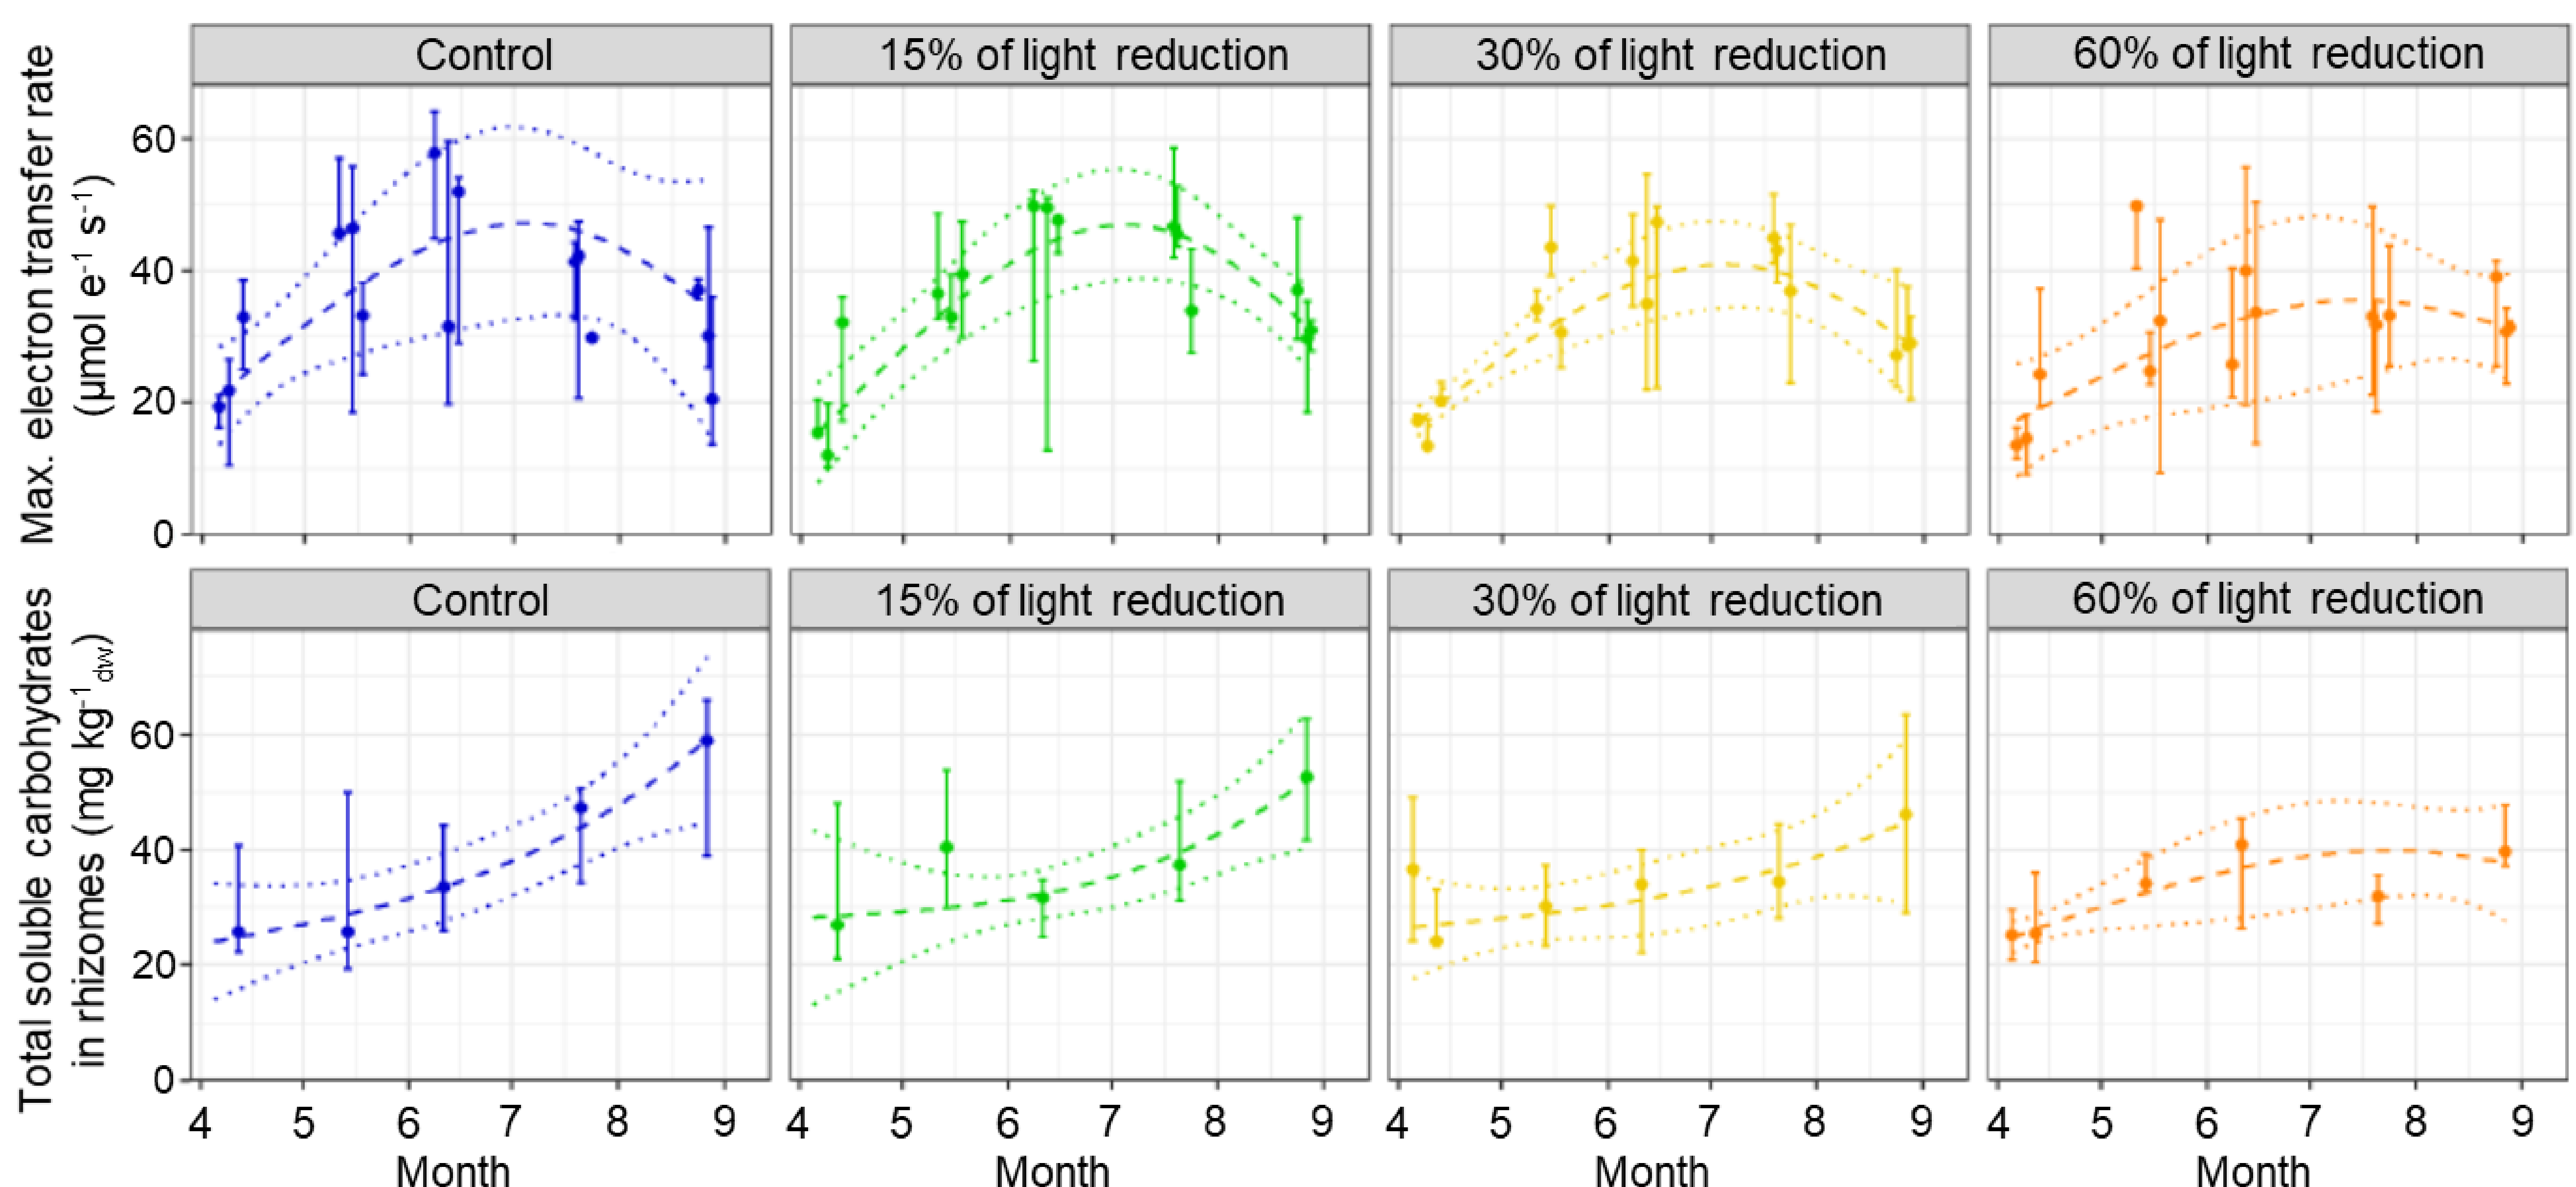 Max. electron transfer rate
(µmol e⁻¹ s⁻¹)
Control
15% of light reduction
30% of light reduction
60% of light reduction
60
40
20
0
Total soluble carbohydrates
in rhizomes (mg kg⁻¹dw)
Control
15% of light reduction
30% of light reduction
60% of light reduction
60
40
20
0
4 5 6 7 8 9
4 5 6 7 8 9
4 5 6 7 8 9
4 5 6 7 8 9
Month
Month
Month
Month